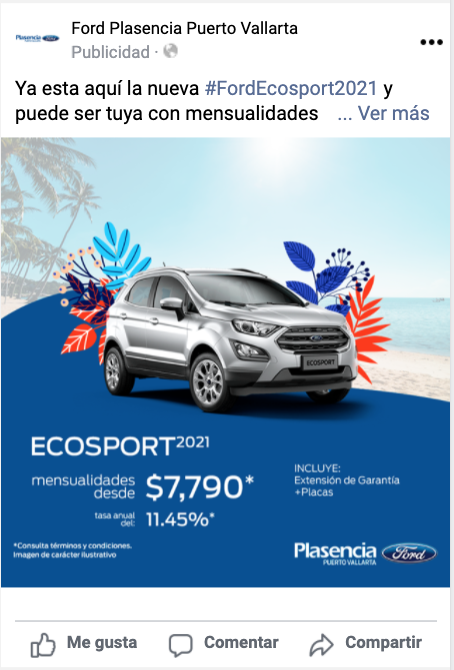 Ford Plasencia Puerto Vallarta
Publicidad ·
Ya esta aquí la nueva #FordEcosport2021 y
puede ser tuya con mensualidades ... Ver más
ECOSPORT
ECOSPORT2021
mensualidades
desde $7,790*
tasa anual
del: 11.45%*
INCLUYE:
Extensión de Garantía
+Placas
*Consulta términos y condiciones.
Imagen de carácter ilustrativo
Plasencia Ford
PUERTO VALLARTA
Me gusta Comentar Compartir